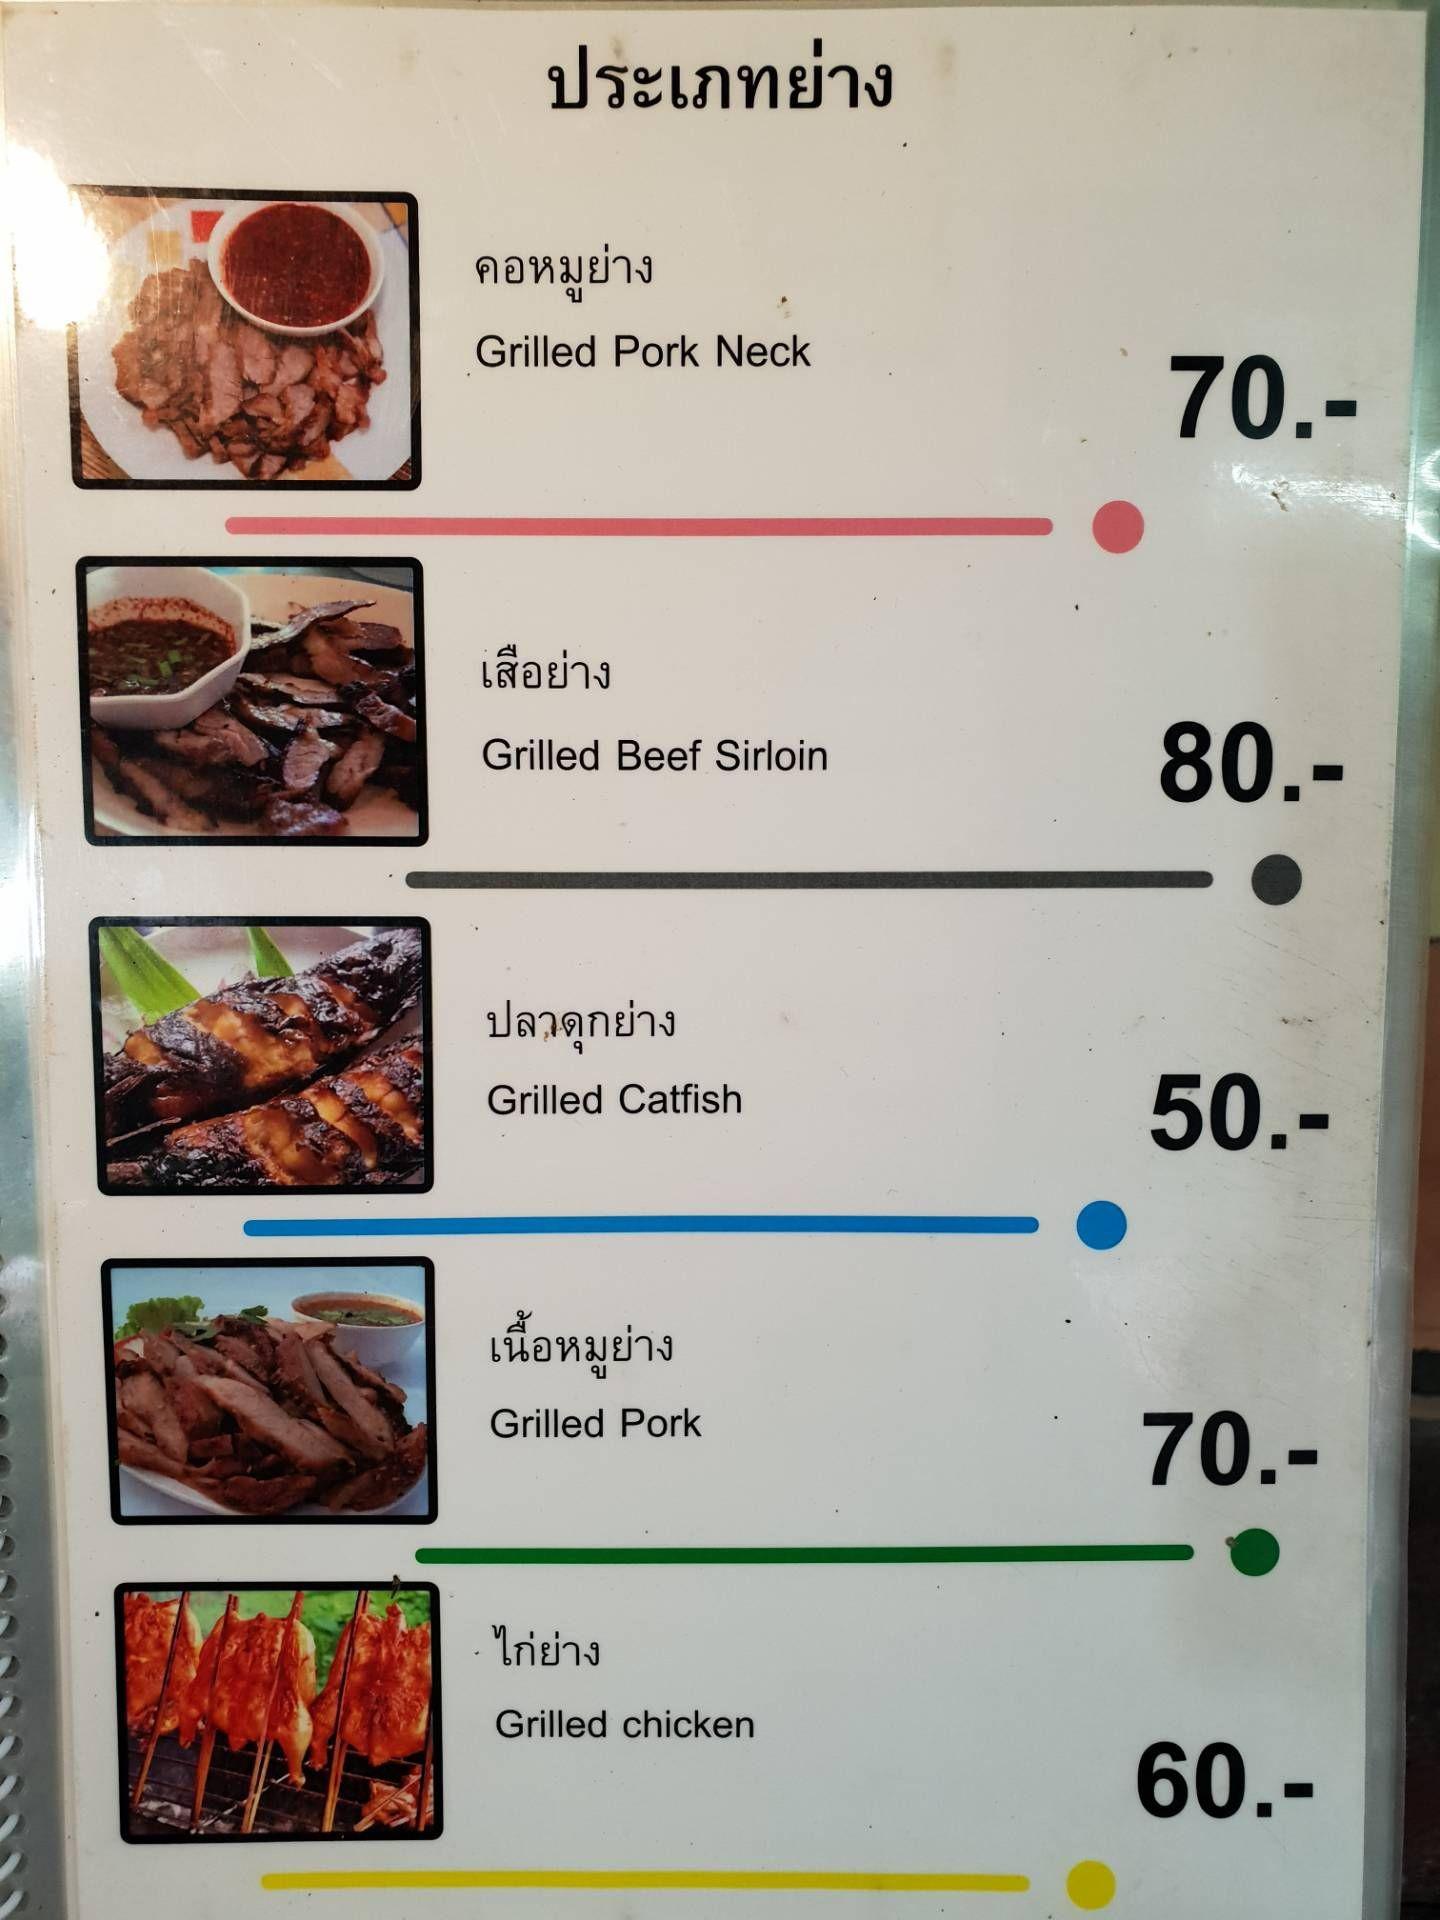 ประเภทย่าง
คอหมูย่าง
Grilled Pork Neck
70.-
เสือย่าง
Grilled Beef Sirloin
80.-
ปลาดุกย่าง
Grilled Catfish
50.-
เนื้อหมูย่าง
Grilled Pork
70.-
ไก่ย่าง
Grilled chicken
60.-